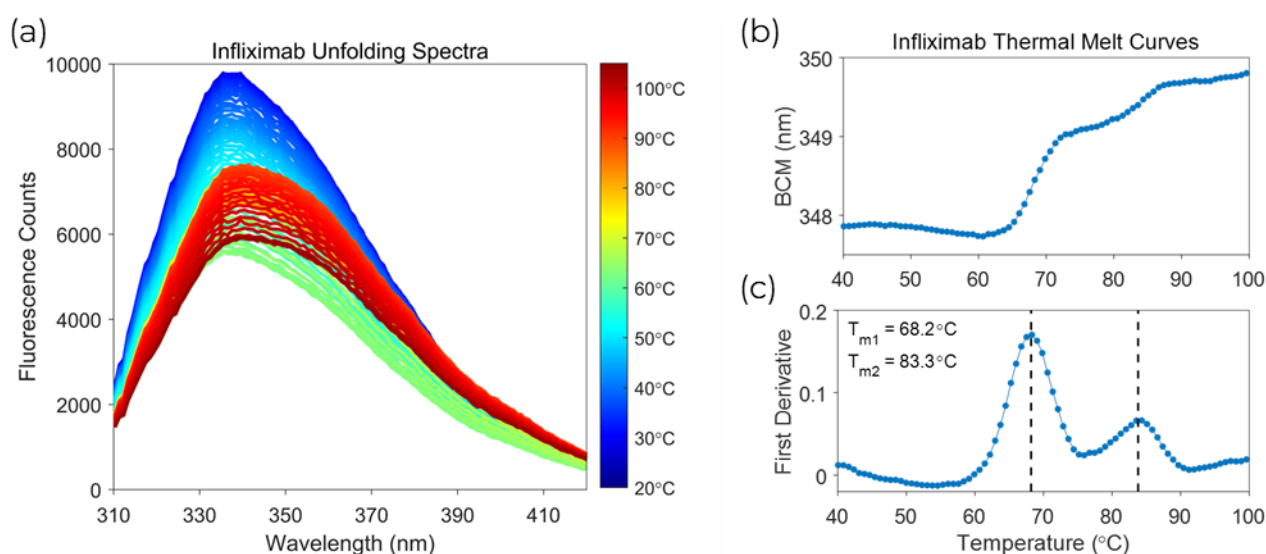 (a)
Infliximab Unfolding Spectra
10000
8000
6000
4000
2000
0
Fluorescence Counts
310
330
350
370
390
410
Wavelength (nm)
100°C
90°C
80°C
70°C
60°C
50°C
40°C
30°C
20°C
(b)
Infliximab Thermal Melt Curves
350
349
348
BCM (nm)
40
50
60
70
80
90
100
(c)
0.2
0.1
0
First Derivative
Tm1 = 68.2°C
Tm2 = 83.3°C
40
50
60
70
80
90
100
Temperature (°C)